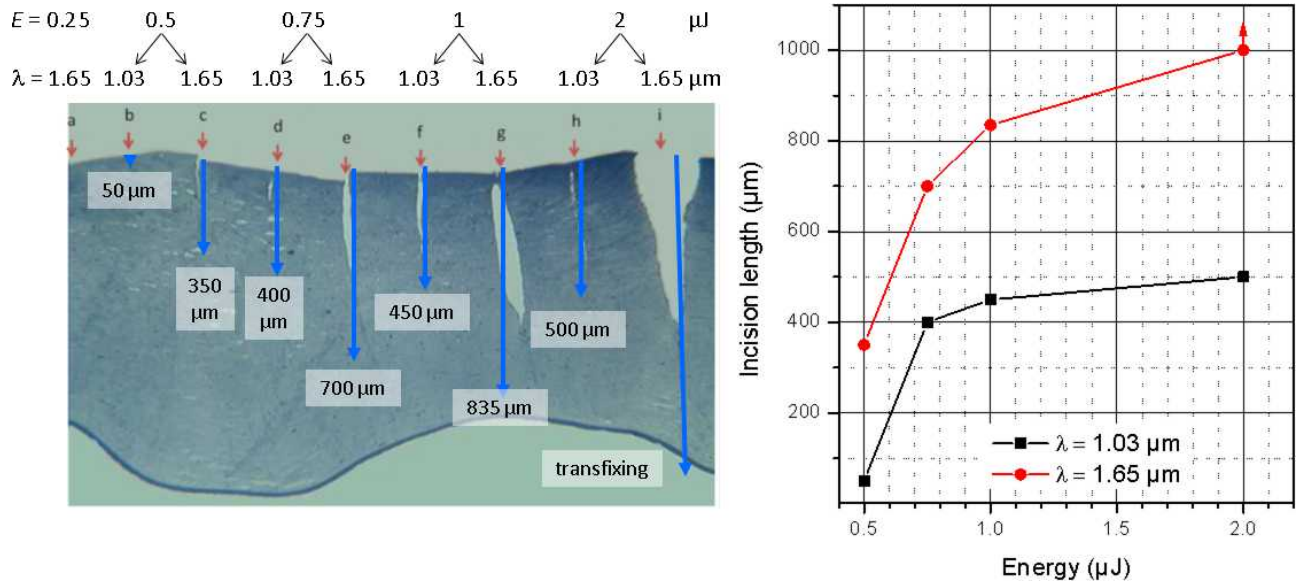 E = 0.25 0.5 0.75 1 2 µJ
λ = 1.65 1.03 1.65 1.03 1.65 1.03 1.65 1.03 1.65 µm
a b c d e f g h i
50 µm
350 µm
400 µm
700 µm
450 µm
835 µm
500 µm
transfixing
Incision length (µm)
1000
800
600
400
200
λ = 1.03 µm
λ = 1.65 µm
0.5 1.0 1.5 2.0
Energy (µJ)